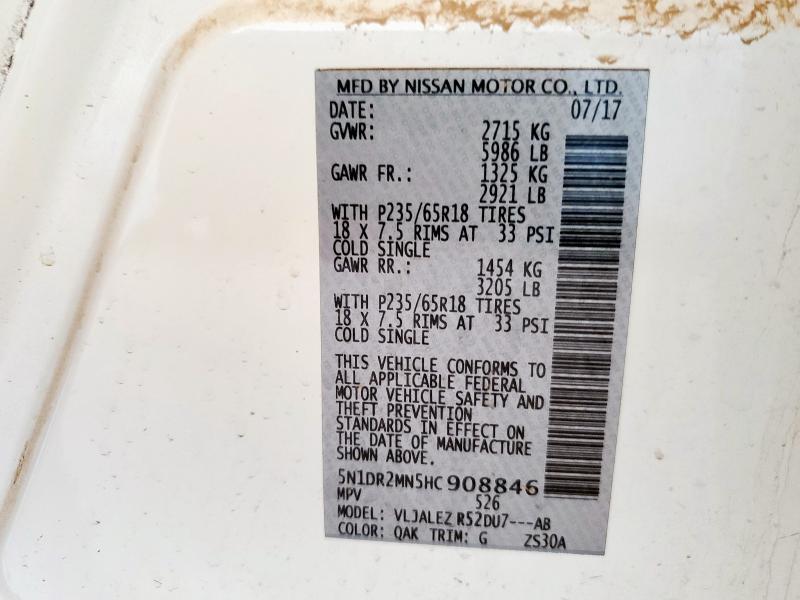 MFD BY NISSAN MOTOR CO., LTD.
DATE: 07/17
GVWR: 2715 KG
5986 LB
GAWR FR.: 1325 KG
2921 LB
WITH P235/65R18 TIRES
18 X 7.5 RIMS AT 33 PSI
COLD SINGLE
GAWR RR.: 1454 KG
3205 LB
WITH P235/65R18 TIRES
18 X 7.5 RIMS AT 33 PSI
COLD SINGLE
THIS VEHICLE CONFORMS TO
ALL APPLICABLE FEDERAL
MOTOR VEHICLE SAFETY AND
THEFT PREVENTION
STANDARDS IN EFFECT ON
THE DATE OF MANUFACTURE
SHOWN ABOVE.
5N1DR2MN5HC908846
MPV 526
MODEL: VLJALEZ R52DU7---AB
COLOR: QAK TRIM: G ZS30A